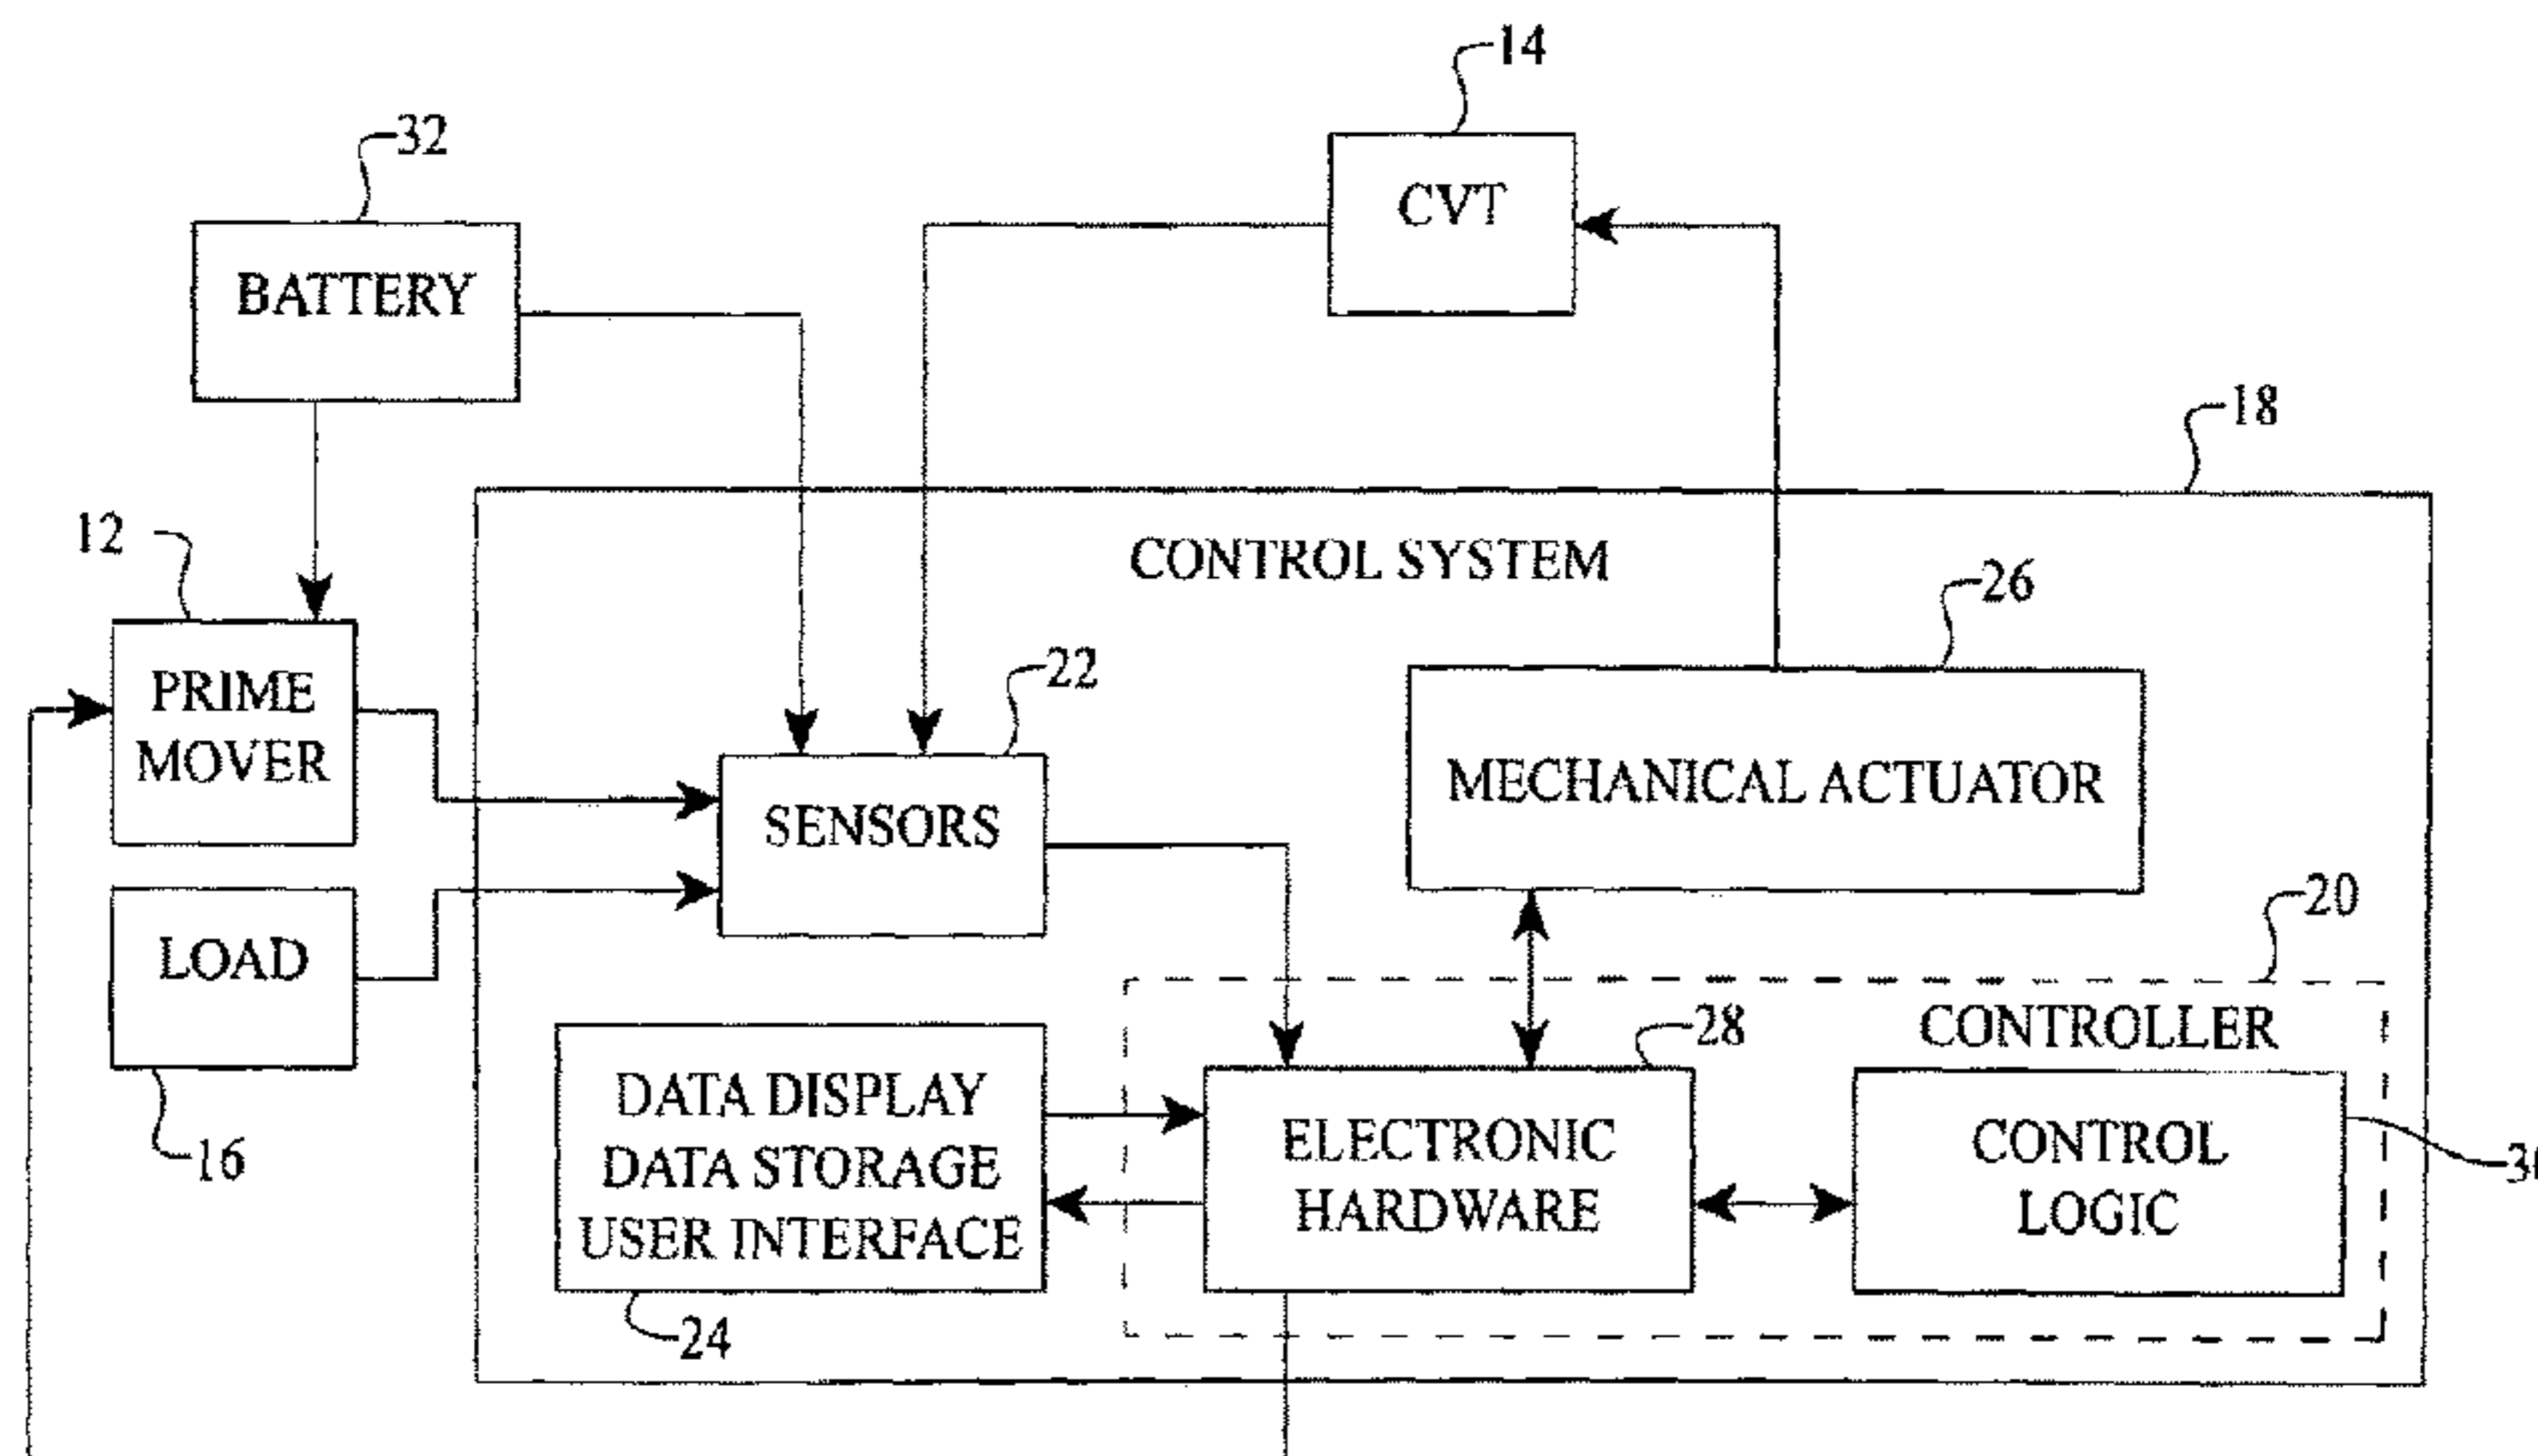 14
32
CVT
BATTERY
18
12
CONTROL SYSTEM
26
PRIME
MOVER
22
MECHANICAL ACTUATOR
SENSORS
20
LOAD
CONTROLLER
28
DATA DISPLAY
DATA STORAGE
USER INTERFACE
ELECTRONIC
HARDWARE
CONTROL
LOGIC
16
24